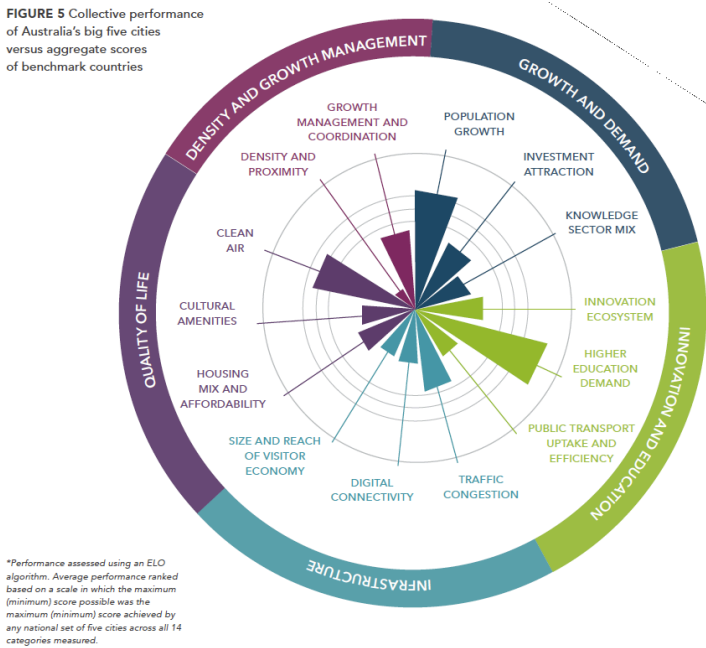 FIGURE 5 Collective performance
of Australia's big five cities
versus aggregate scores
of benchmark countries
DENSITY AND GROWTH MANAGEMENT
GROWTH AND DEMAND
INNOVATION AND EDUCATION
INFRASTRUCTURE
QUALITY OF LIFE
GROWTH
MANAGEMENT AND
COORDINATION
POPULATION
GROWTH
INVESTMENT
ATTRACTION
KNOWLEDGE
SECTOR MIX
INNOVATION
ECOSYSTEM
HIGHER
EDUCATION
DEMAND
PUBLIC TRANSPORT
UPTAKE AND
EFFICIENCY
TRAFFIC
CONGESTION
DIGITAL
CONNECTIVITY
SIZE AND REACH
OF VISITOR
ECONOMY
HOUSING
MIX AND
AFFORDABILITY
CULTURAL
AMENITIES
CLEAN
AIR
DENSITY AND
PROXIMITY
*Performance assessed using an ELO
algorithm. Average performance ranked
based on a scale in which the maximum
(minimum) score possible was the
maximum (minimum) score achieved by
any national set of five cities across all 14
categories measured.